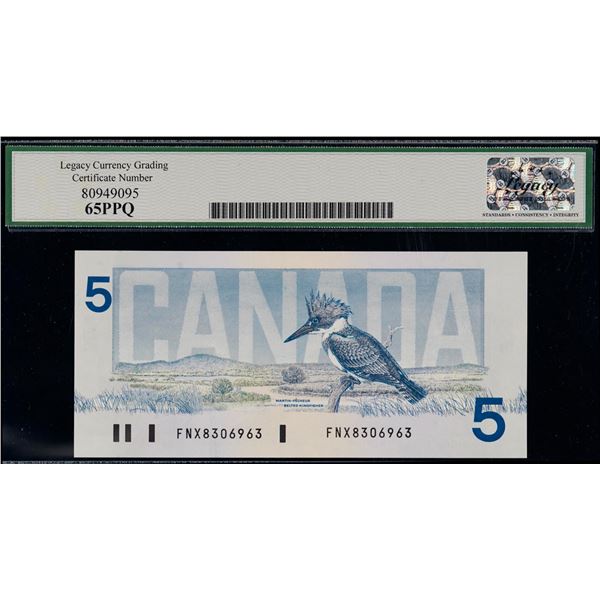 Legacy Currency Grading
Certificate Number
80949095
65PPQ
Legacy
STANDARDS • CONSISTENCY • INTEGRITY
CANADA
5
MARTIN-PÊCHEUR
BELTED KINGFISHER
5
FNX8306963 FNX8306963